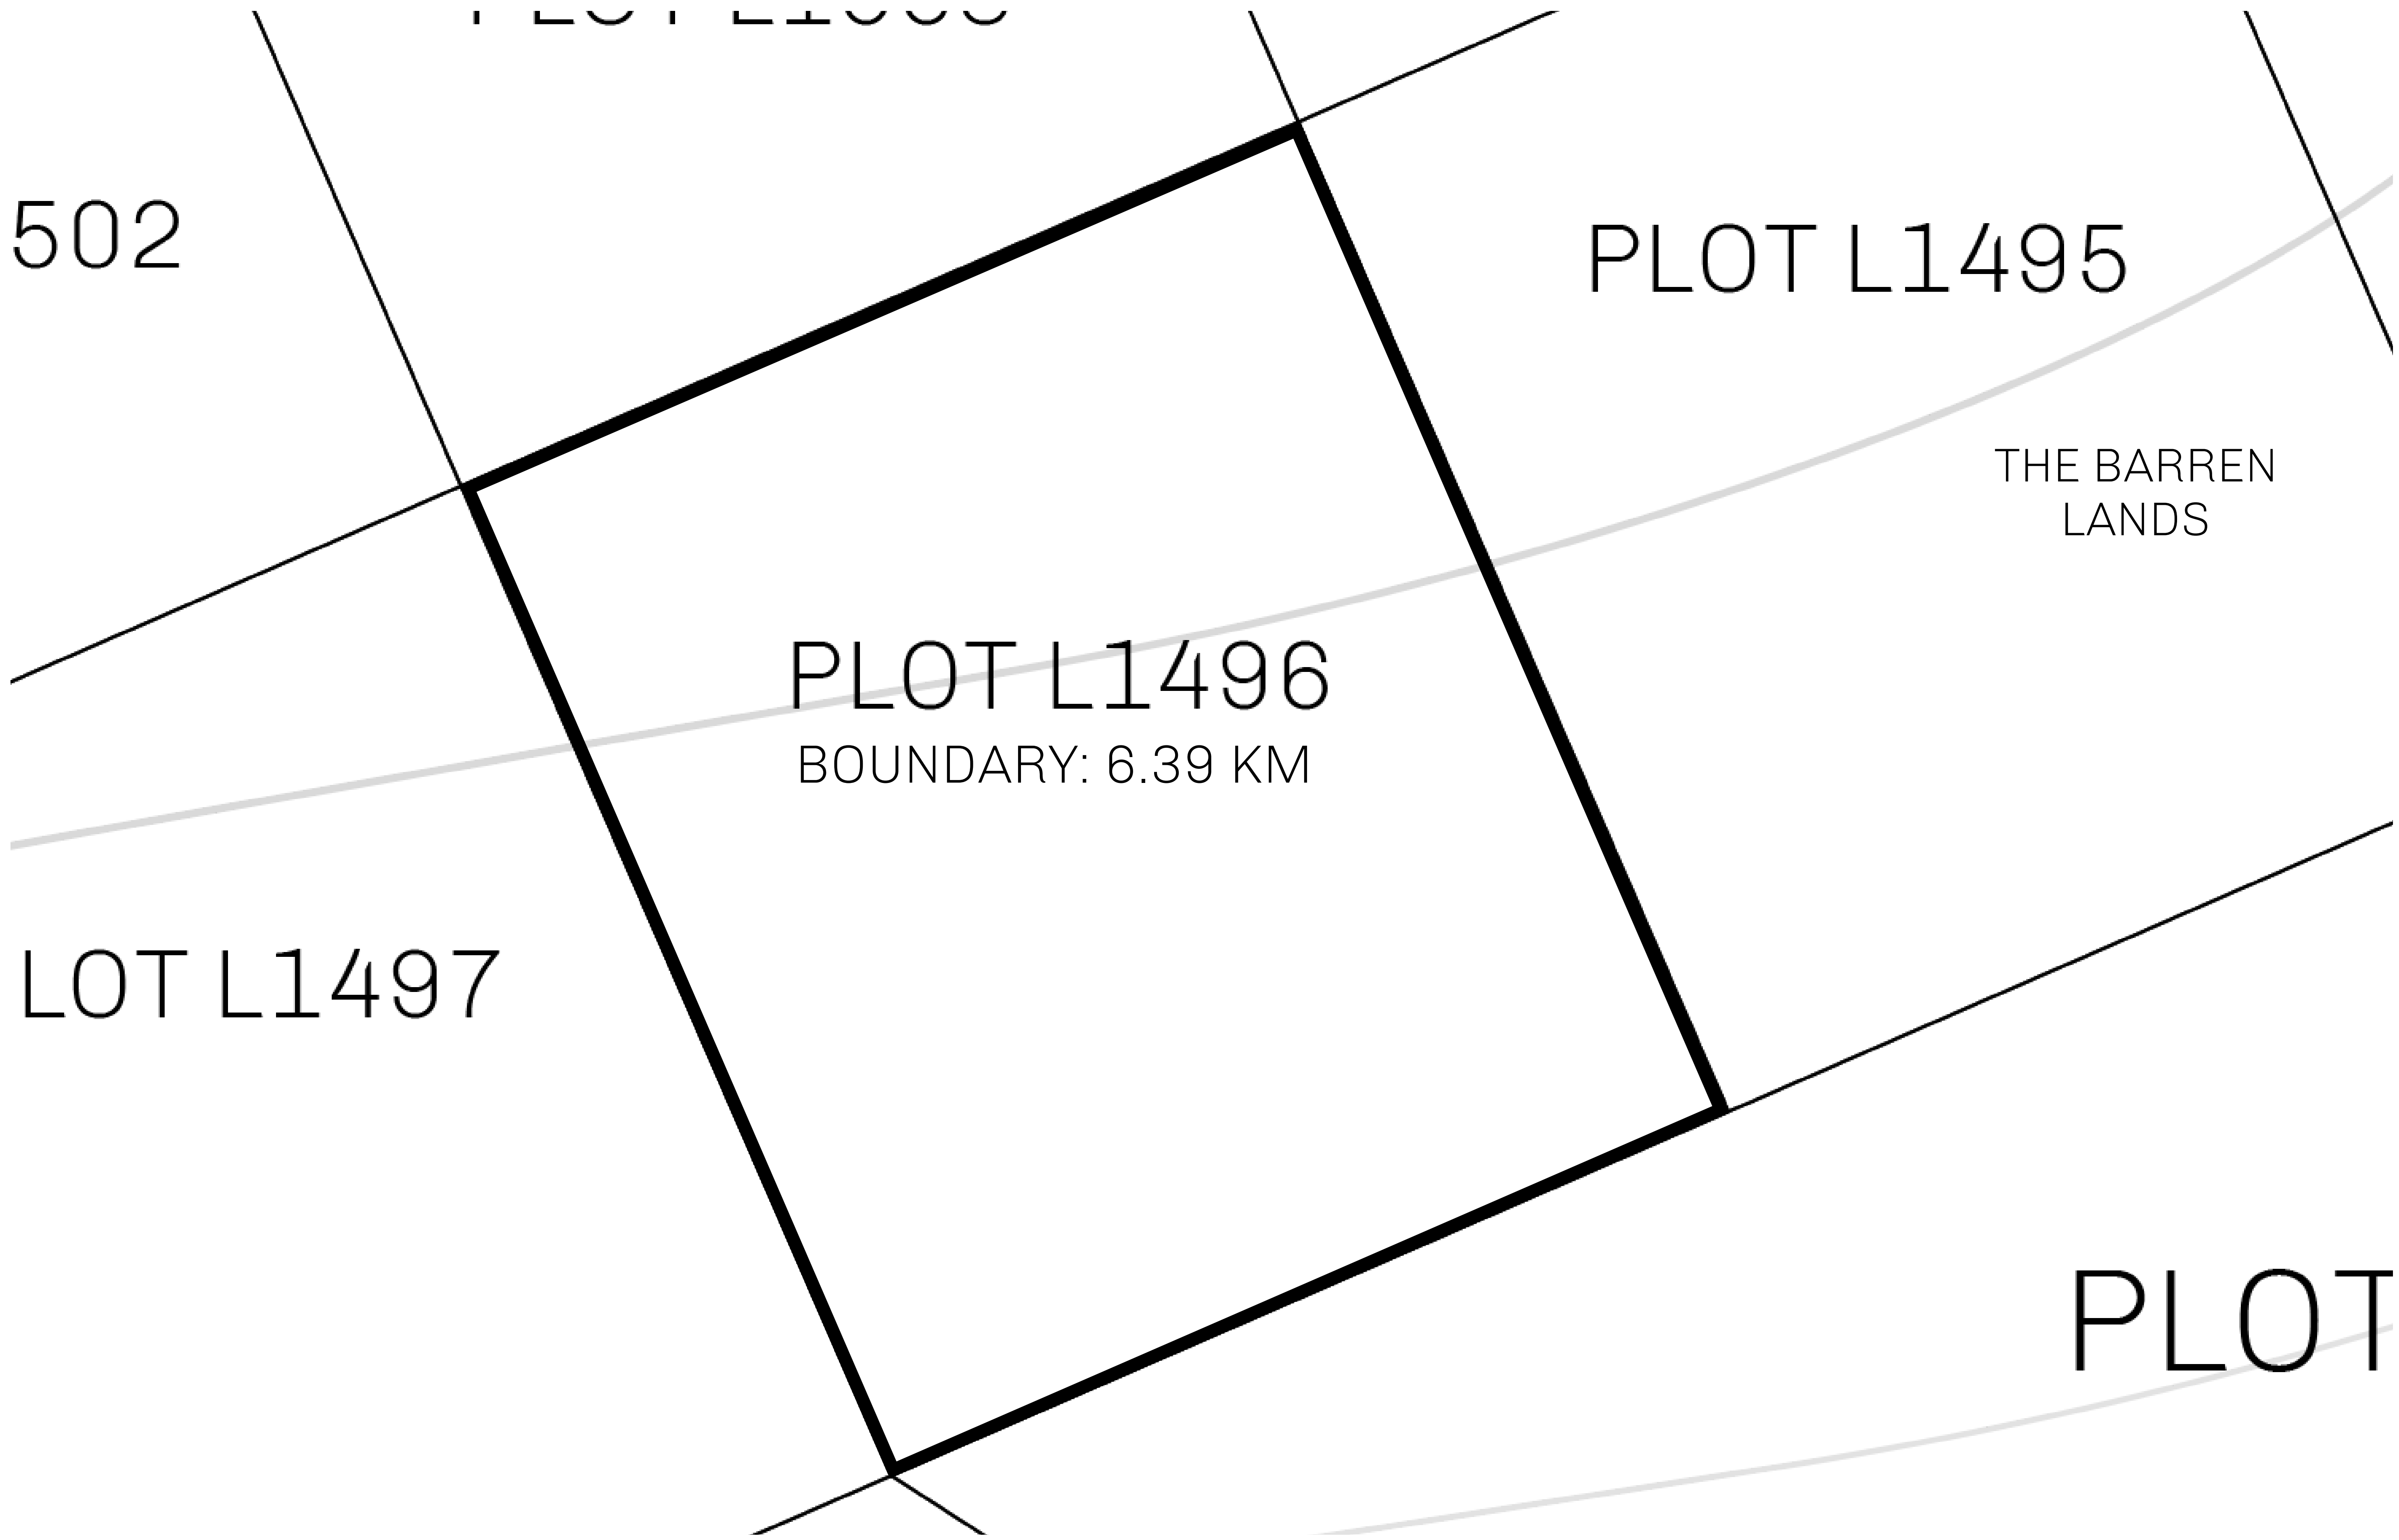 502
PLOT L1495
THE BARREN
LANDS
PLOT L1496
BOUNDARY: 6.39 KM
LOT L1497
PLOT